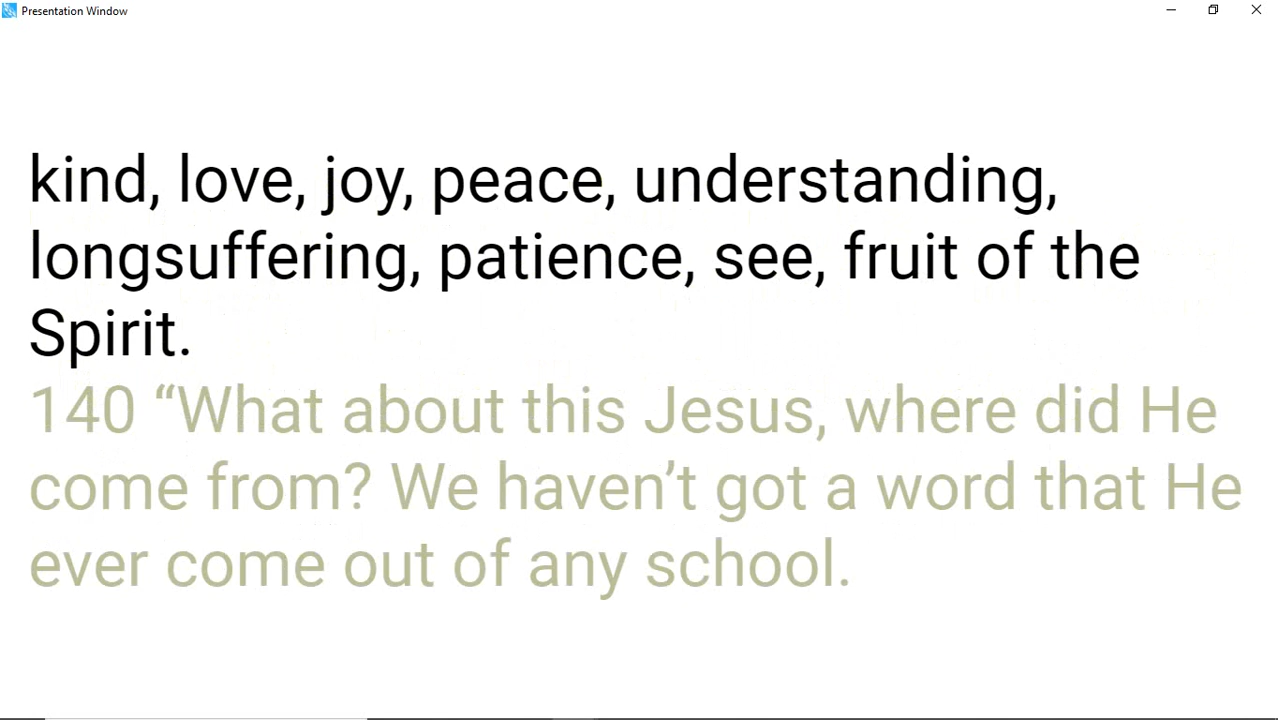 Presentation Window
kind, love, joy, peace, understanding,
longsuffering, patience, see, fruit of the
Spirit.
140 “What about this Jesus, where did He
come from? We haven’t got a word that He
ever come out of any school.